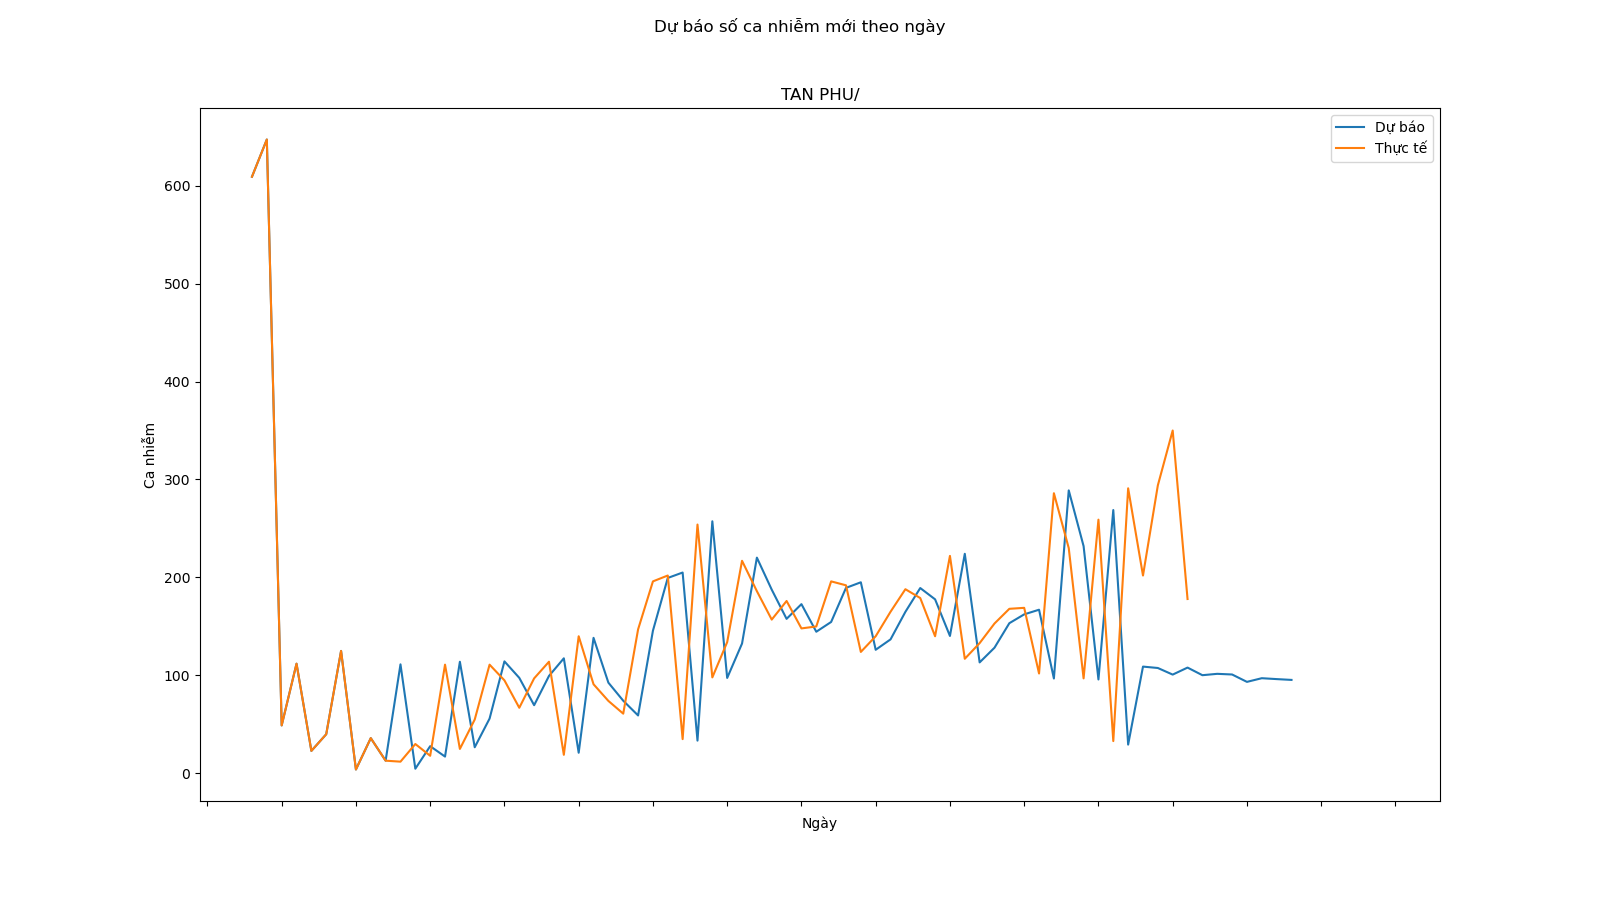 Dự báo số ca nhiễm mới theo ngày
TAN PHU/
Dự báo
Thực tế
600
500
400
300
200
100
0
Ca nhiễm
Ngày